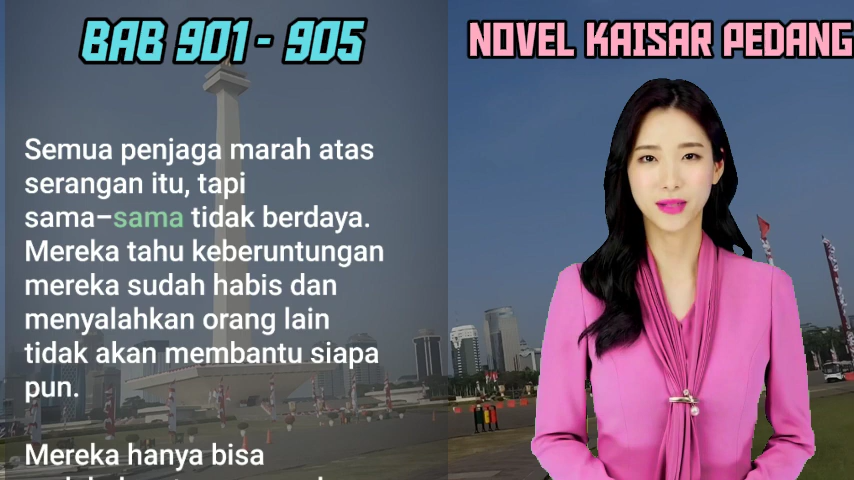 BAB 901 - 905
NOVEL KAISAR PEDANG
Semua penjaga marah atas
serangan itu, tapi
sama–sama tidak berdaya.
Mereka tahu keberuntungan
mereka sudah habis dan
menyalahkan orang lain
tidak akan membantu siapa
pun.
Mereka hanya bisa